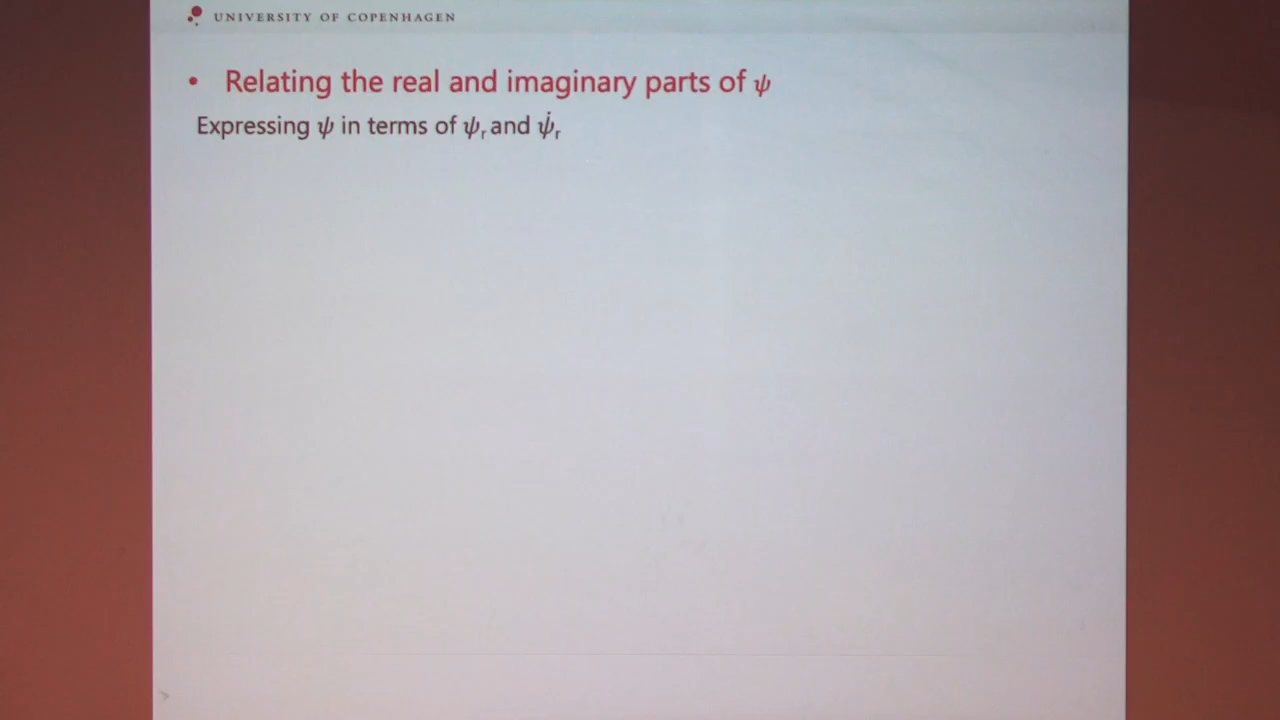 UNIVERSITY OF COPENHAGEN
• Relating the real and imaginary parts of ψ
Expressing ψ in terms of ψᵣ and ψ̇ᵣ